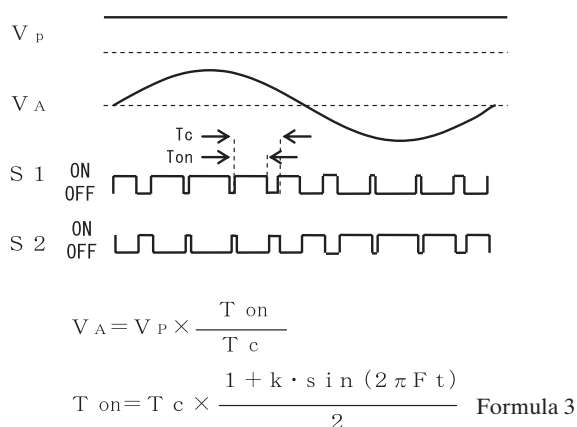 V P
V A
Tc
Ton
S 1 ON
OFF
S 2 ON
OFF
V A = V P × T on / T c
T on = T c × 1 + k · s i n ( 2 π F t ) / 2 Formula 3